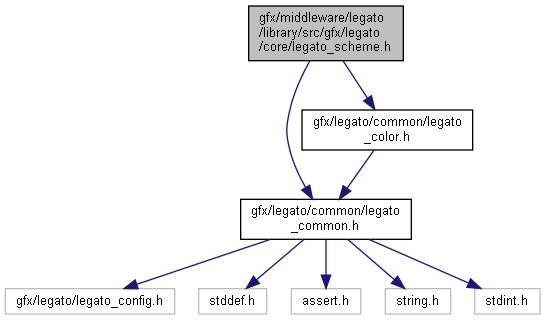 gfx/middleware/legato
/library/src/gfx/legato
/core/legato_scheme.h
gfx/legato/common/legato
_color.h
gfx/legato/common/legato
_common.h
gfx/legato/legato_config.h
stddef.h
assert.h
string.h
stdint.h